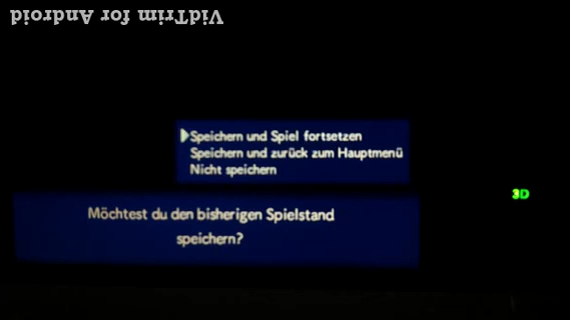 VidTrim for Android
Speichern und Spiel fortsetzen
Speichern und zurück zum Hauptmenü
Nicht speichern
3D
Möchtest du den bisherigen Spielstand
speichern?